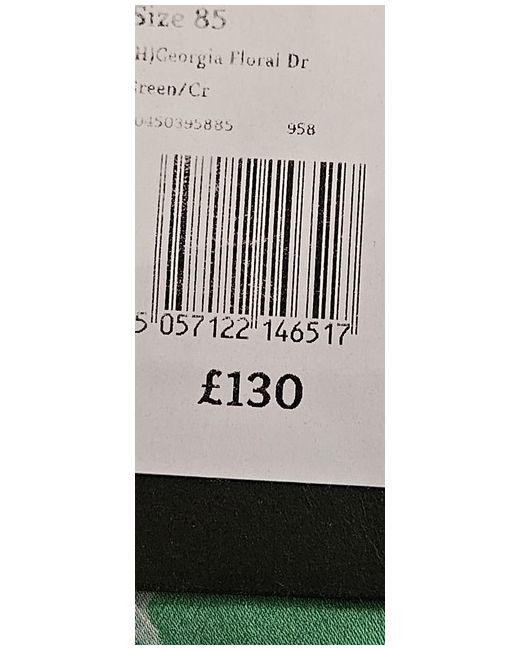 Size 85
H)Georgia Floral Dr
Green/Cr
0450395885 958
5 057122 146517
£130